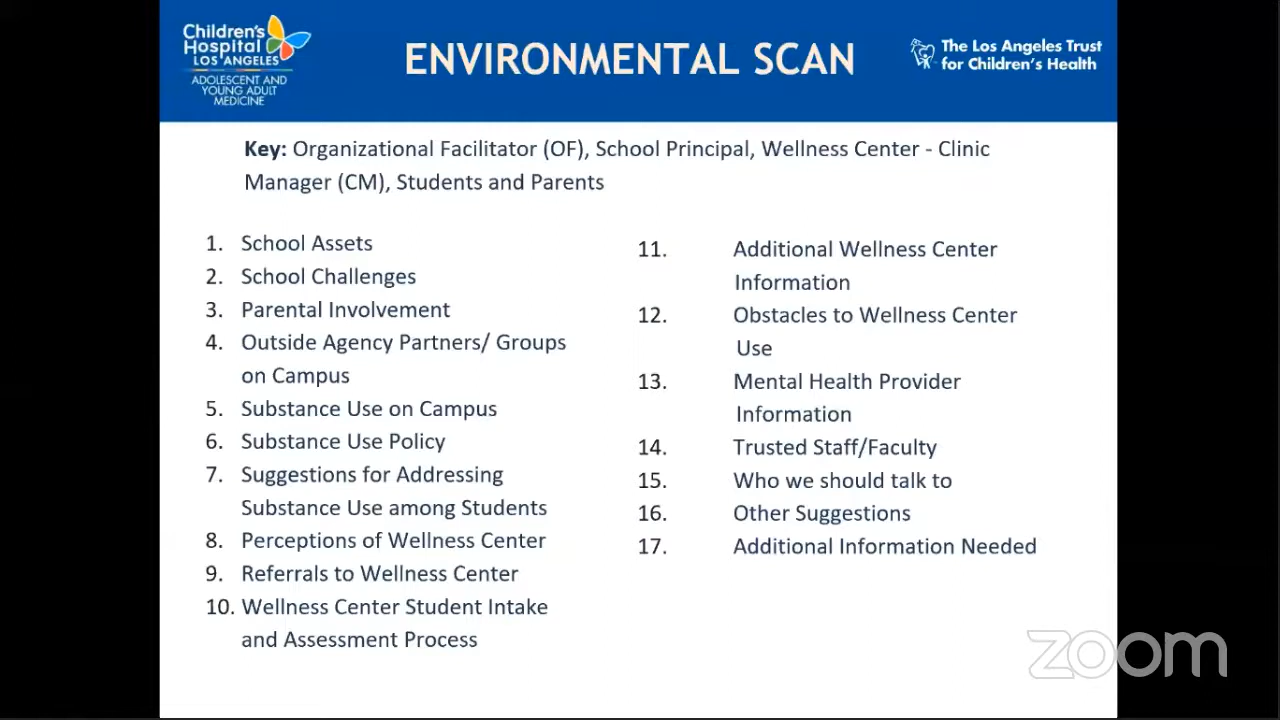 Children's
Hospital
LOS ANGELES
ADOLESCENT AND
YOUNG ADULT
MEDICINE
ENVIRONMENTAL SCAN
The Los Angeles Trust
for Children's Health
Key: Organizational Facilitator (OF), School Principal, Wellness Center - Clinic
Manager (CM), Students and Parents
1. School Assets
2. School Challenges
3. Parental Involvement
4. Outside Agency Partners/ Groups
on Campus
5. Substance Use on Campus
6. Substance Use Policy
7. Suggestions for Addressing
Substance Use among Students
8. Perceptions of Wellness Center
9. Referrals to Wellness Center
10. Wellness Center Student Intake
and Assessment Process
11. Additional Wellness Center
Information
12. Obstacles to Wellness Center
Use
13. Mental Health Provider
Information
14. Trusted Staff/Faculty
15. Who we should talk to
16. Other Suggestions
17. Additional Information Needed
zoom